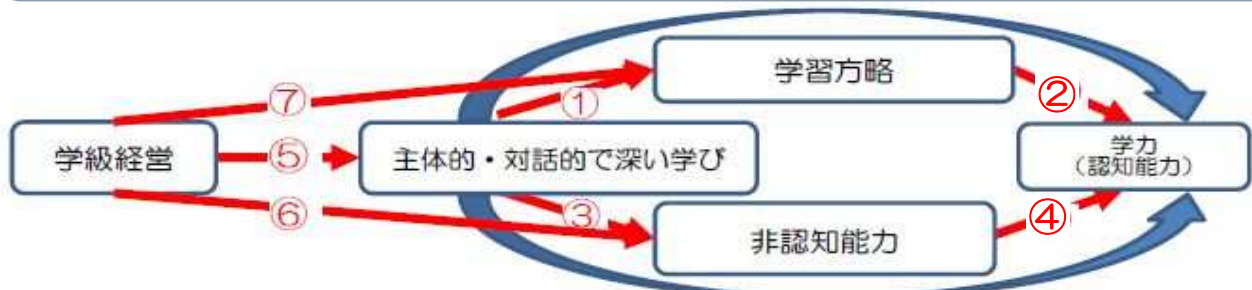 学習方略
⑦
①
②
学級経営
⑤
主体的・対話的で深い学び
学力
（認知能力）
⑥
③
④
非認知能力